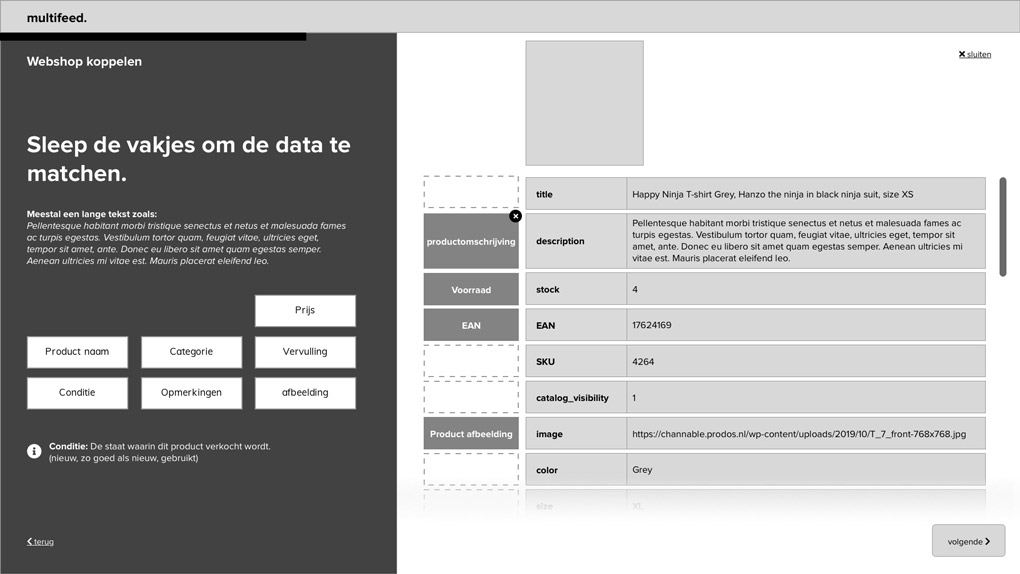 multifeed.
Webshop koppelen
Sleep de vakjes om de data te
matchen.
Meestal een lange tekst zoals:
Pellentesque habitant morbi tristique senectus et netus et malesuada fames
ac turpis egestas. Vestibulum tortor quam, feugiat vitae, ultricies eget,
tempor sit amet, ante. Donec eu libero sit amet quam egestas semper.
Aenean ultricies mi vitae est. Mauris placerat eleifend leo.
Prijs
Product naam Categorie Vervulling
Conditie Opmerkingen afbeelding
Conditie: De staat waarin dit product verkocht wordt.
(nieuw, zo goed als nieuw, gebruikt)
terug
sluiten
title Happy Ninja T-shirt Grey, Hanzo the ninja in black ninja suit, size XS
productomschrijving description
Pellentesque habitant morbi tristique senectus et netus et malesuada fames ac
turpis egestas. Vestibulum tortor quam, feugiat vitae, ultricies eget, tempor sit
amet, ante. Donec eu libero sit amet quam egestas semper. Aenean ultricies mi
vitae est. Mauris placerat eleifend leo.
Voorraad stock 4
EAN EAN 17624169
SKU 4264
catalog_visibility 1
Product afbeelding image https://channable.prodos.nl/wp-content/uploads/2019/10/T_7_front-768x768.jpg
color Grey
size XL
volgende